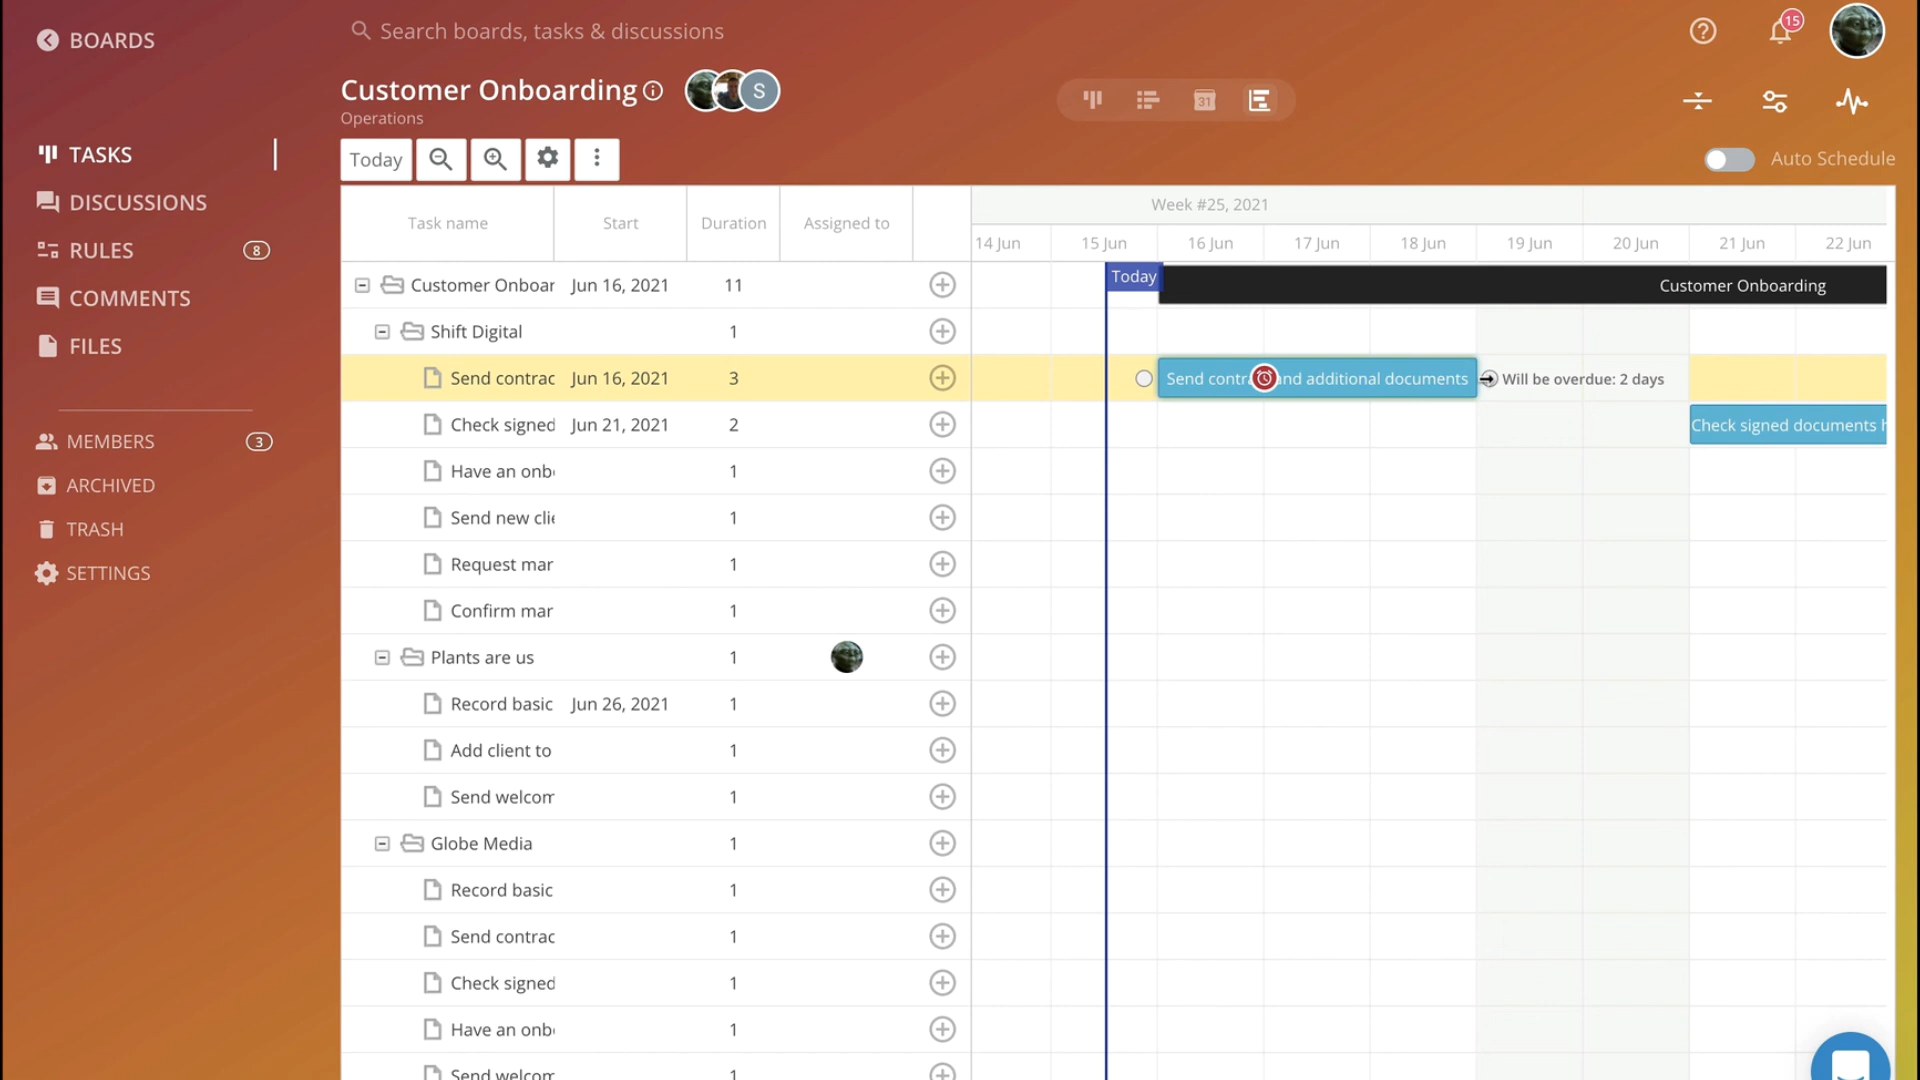 BOARDS
Search boards, tasks & discussions
15
Customer Onboarding
S
Operations
31
TASKS
DISCUSSIONS
RULES 8
COMMENTS
FILES
MEMBERS 3
ARCHIVED
TRASH
SETTINGS
Today
Auto Schedule
Task name Start Duration Assigned to
Week #25, 2021
14 Jun 15 Jun 16 Jun 17 Jun 18 Jun 19 Jun 20 Jun 21 Jun 22 Jun
Customer Onboar Jun 16, 2021 11 Today Customer Onboarding
Shift Digital 1
Send contrac Jun 16, 2021 3 Send contra and additional documents Will be overdue: 2 days
Check signed Jun 21, 2021 2 Check signed documents h
Have an onb 1
Send new clie 1
Request mar 1
Confirm mar 1
Plants are us 1
Record basic Jun 26, 2021 1
Add client to 1
Send welcom 1
Globe Media 1
Record basic 1
Send contrac 1
Check signed 1
Have an onb 1
Send welcom 1